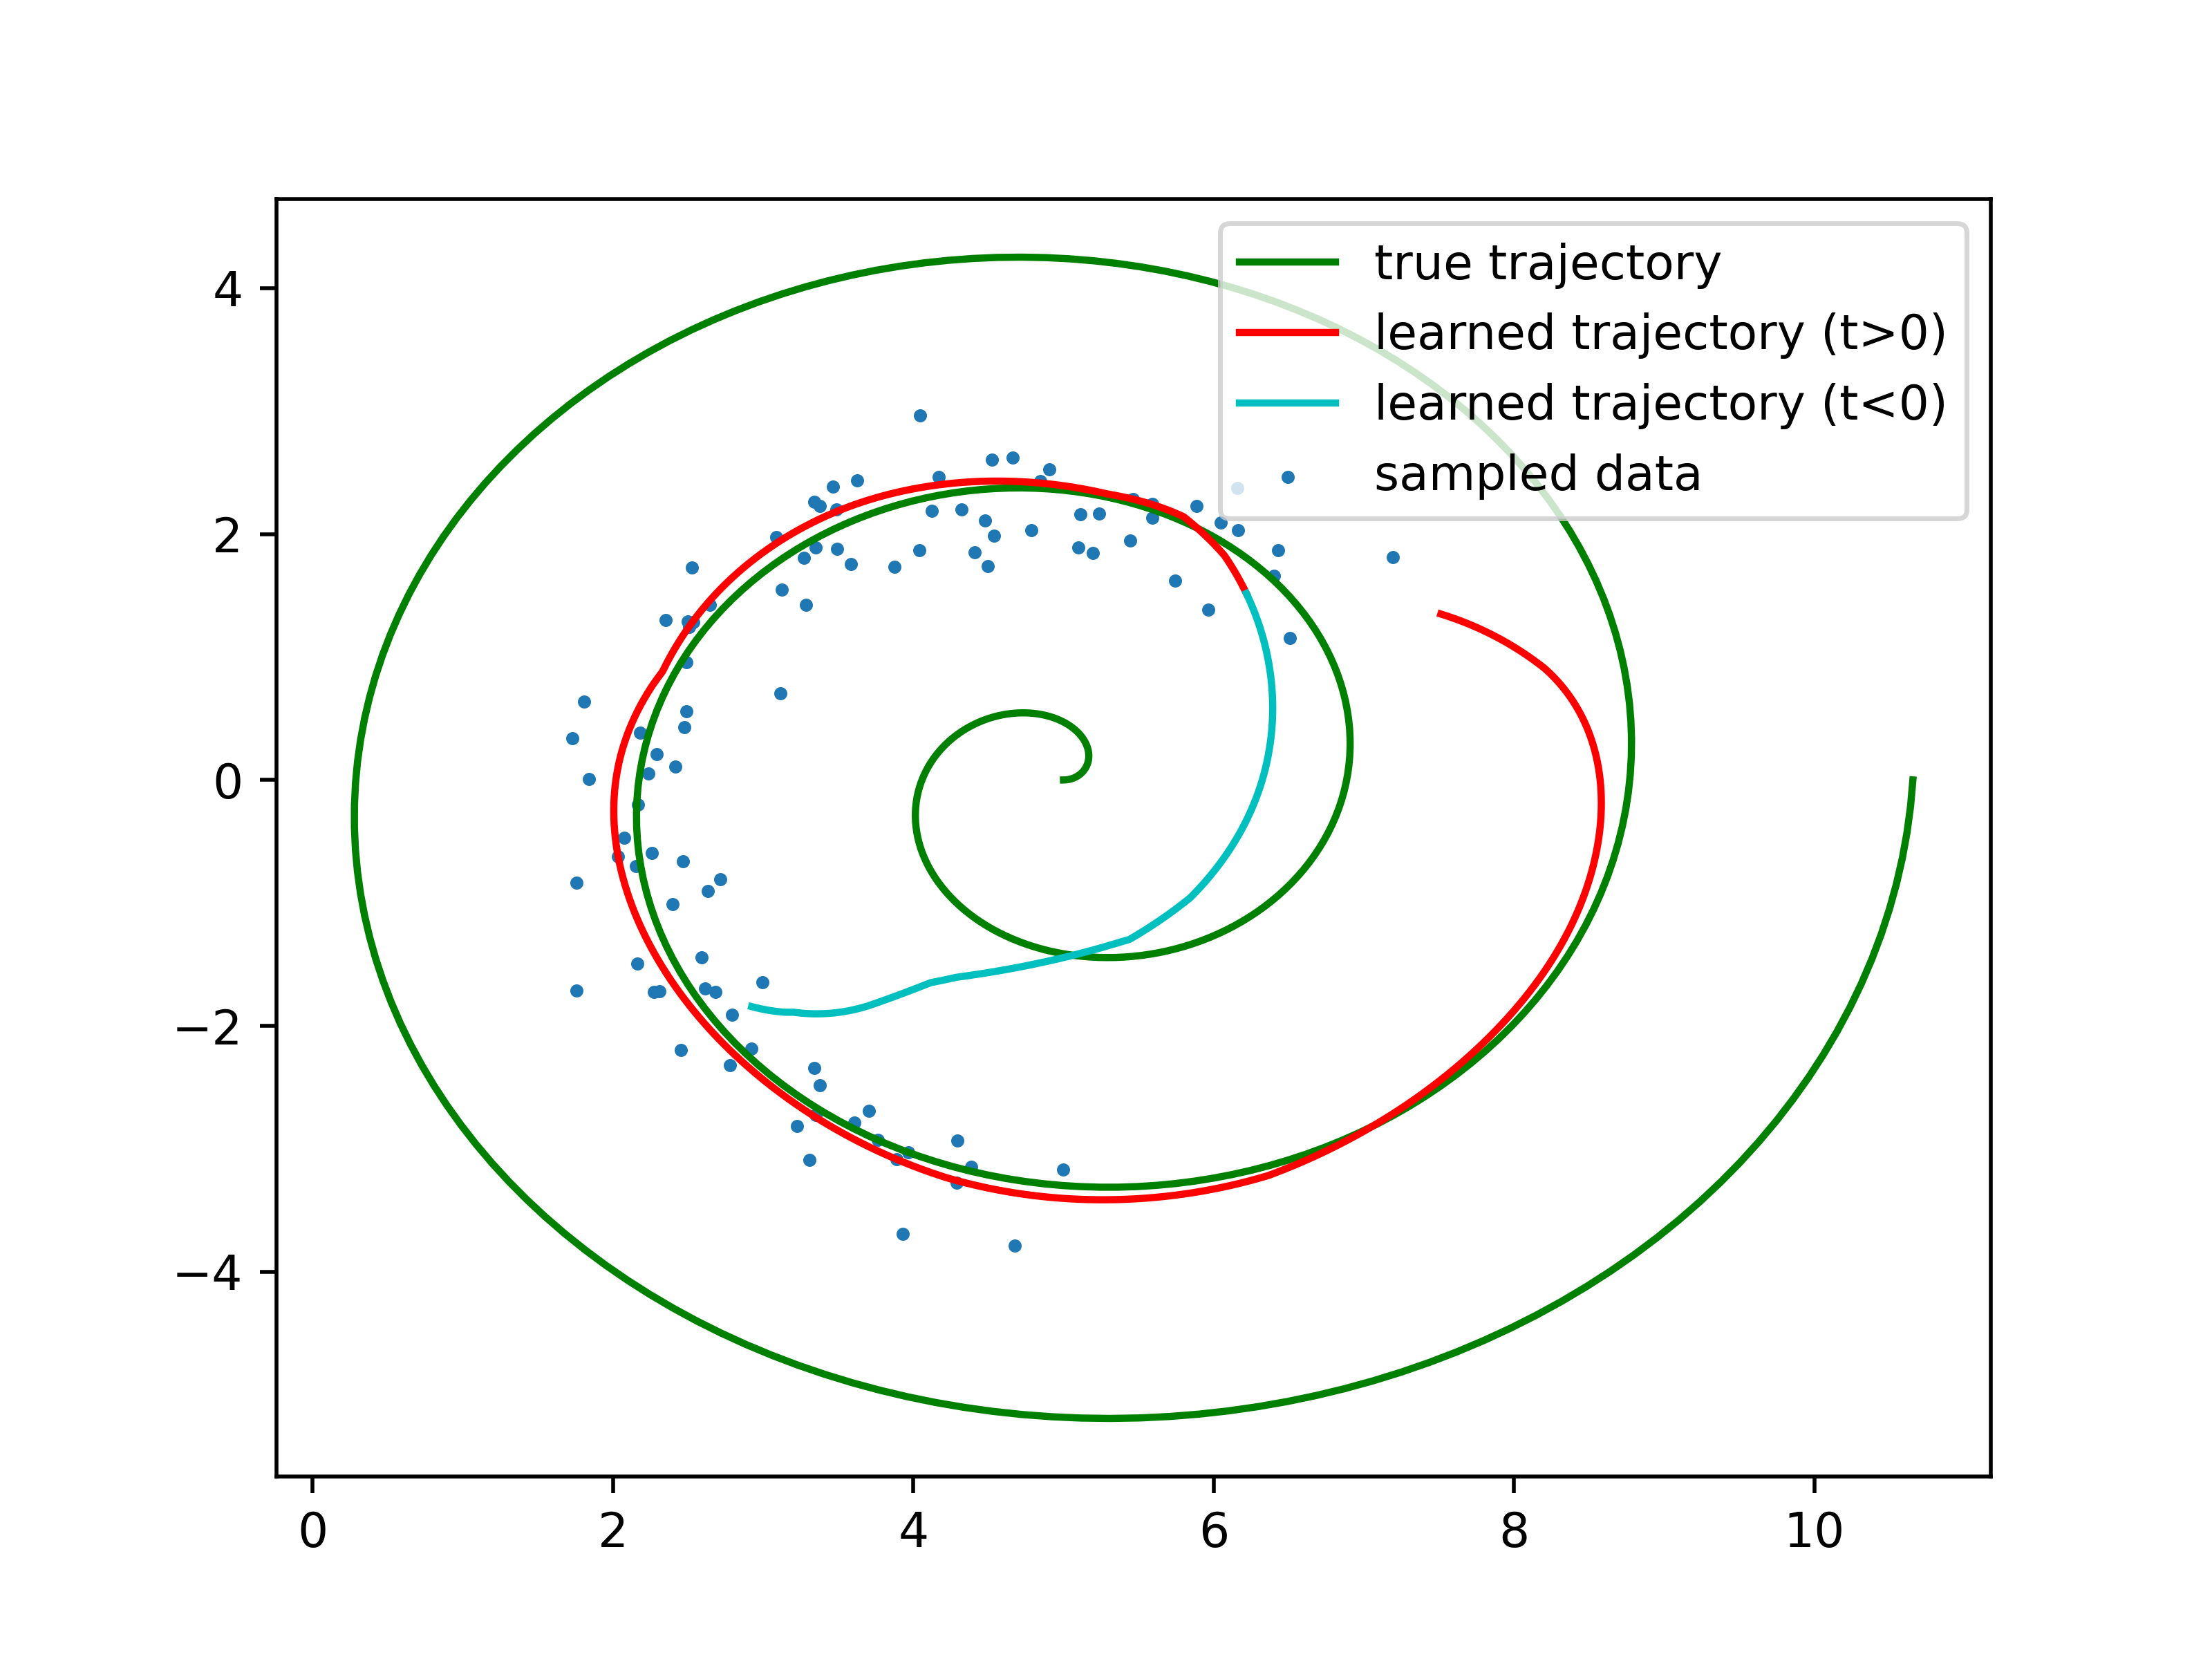 true trajectory
learned trajectory (t>0)
learned trajectory (t<0)
sampled data
4
2
0
−2
−4
0 2 4 6 8 10